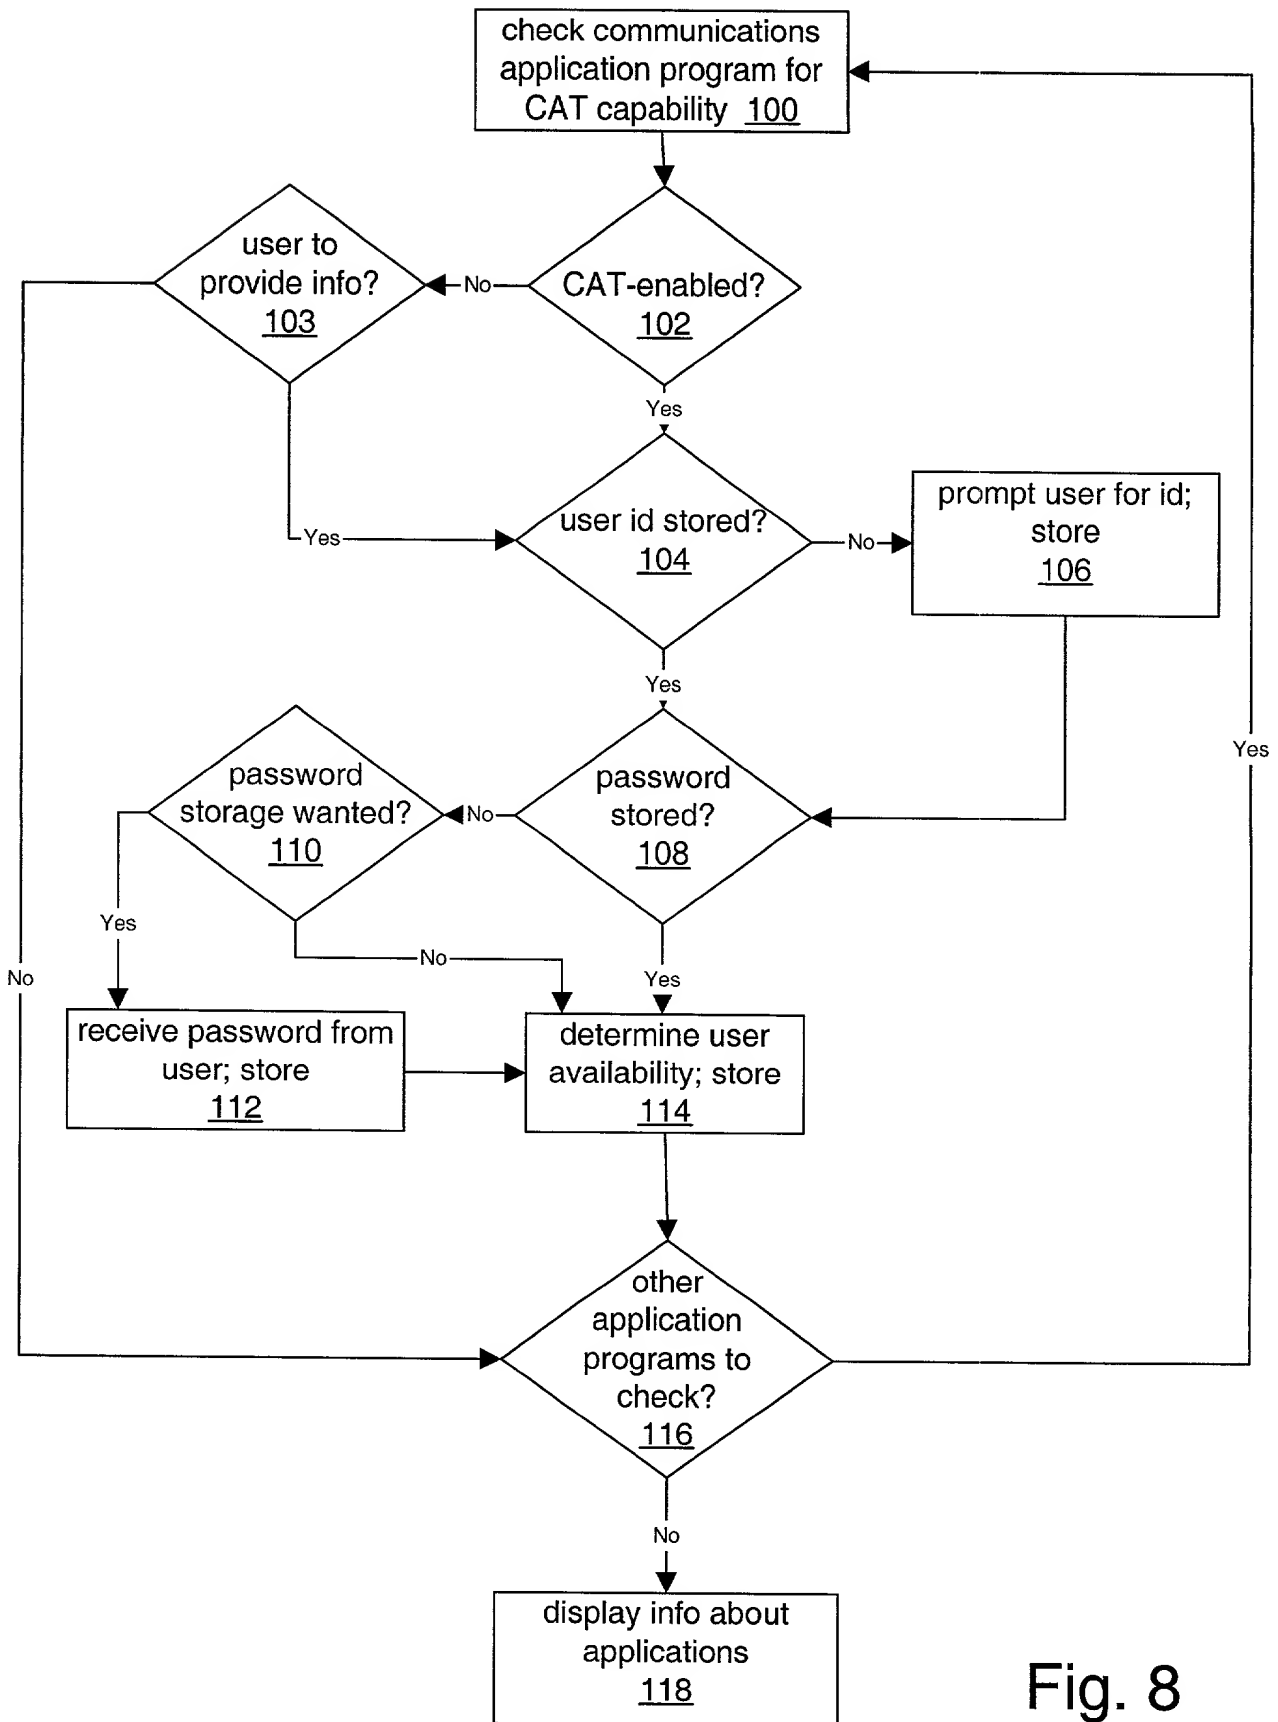 check communications
application program for
CAT capability 100
user to
provide info?
103
No
CAT-enabled?
102
Yes
Yes
user id stored?
104
No
prompt user for id;
store
106
Yes
password
storage wanted?
110
No
password
stored?
108
Yes
Yes
No
Yes
No
receive password from
user; store
112
determine user
availability; store
114
other
application
programs to
check?
116
No
display info about
applications
118
Fig. 8